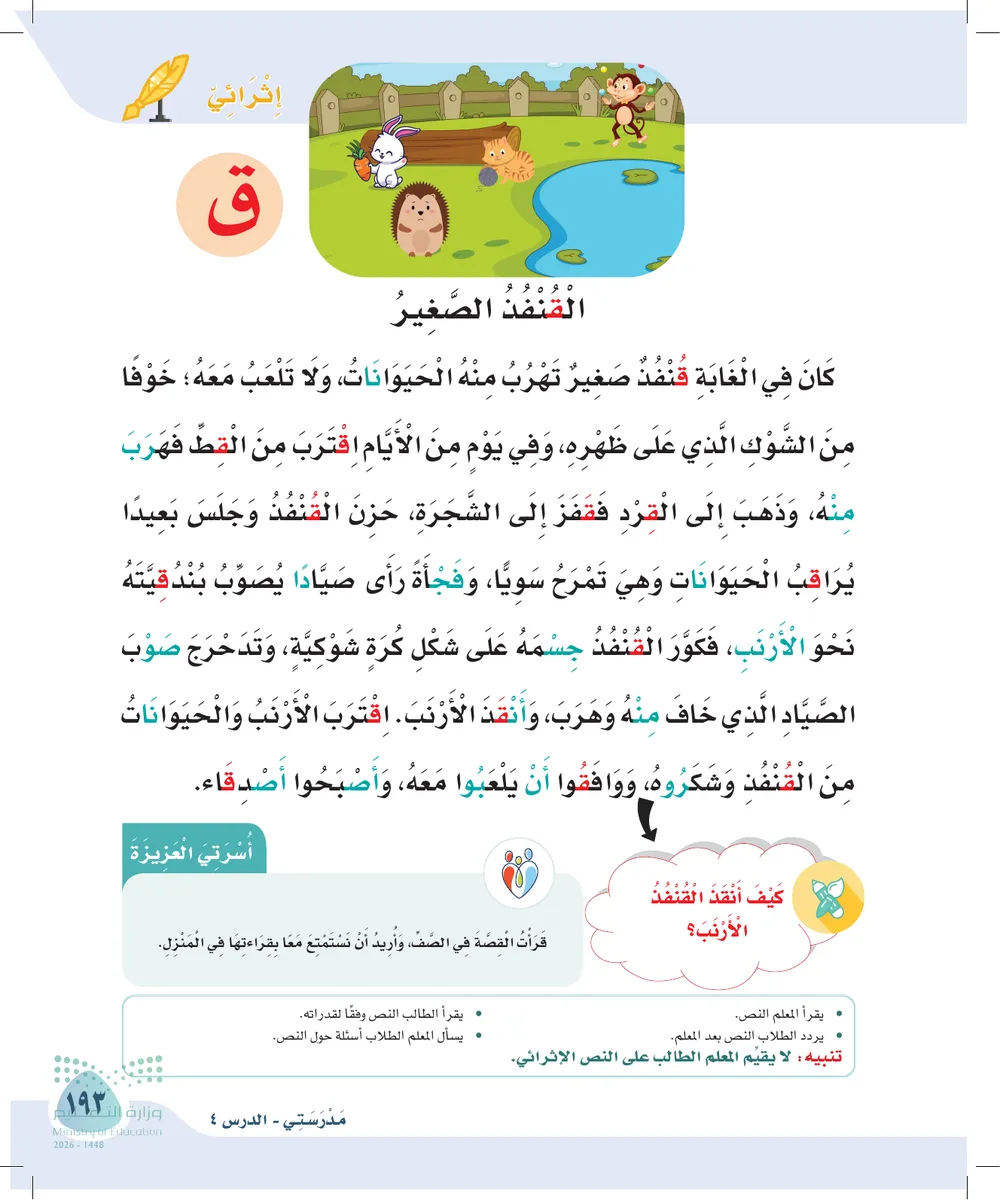 إِثْرَائِيّ
ق
الْقُنْفُذُ الصَّغِيرُ
كَانَ فِي الْغَابَةِ قُنْفُذٌ صَغِيرٌ تَهْرُبُ مِنْهُ الْحَيَوَانَاتُ، وَلَا تَلْعَبُ مَعَهُ؛ خَوْفًا
مِنَ الشَّوْكِ الَّذِي عَلَى ظَهْرِهِ، وَفِي يَوْمٍ مِنَ الْأَيَّامِ اِقْتَرَبَ مِنَ الْقِطِّ فَهَرَبَ
مِنْهُ، وَذَهَبَ إِلَى الْقِرْدِ فَقَفَزَ إِلَى الشَّجَرَةِ، حَزِنَ الْقُنْفُذُ وَجَلَسَ بَعِيدًا
يُرَاقِبُ الْحَيَوَانَاتِ وَهِيَ تَمْرَحُ سَوِيًّا، وَفَجْأَةً رَأَى صَيَّادًا يُصَوِّبُ بُنْدُقِيَّتَهُ
نَحْوَ الْأَرْنَبِ، فَكَوَّرَ الْقُنْفُذُ جِسْمَهُ عَلَى شَكْلِ كُرَةٍ شَوْكِيَّةٍ، وَتَدَحْرَجَ صَوْبَ
الصَّيَّادِ الَّذِي خَافَ مِنْهُ وَهَرَبَ، وَأَنْقَذَ الْأَرْنَبَ. اِقْتَرَبَ الْأَرْنَبُ وَالْحَيَوَانَاتُ
مِنَ الْقُنْفُذِ وَشَكَرُوهُ، وَوَافَقُوا أَنْ يَلْعَبُوا مَعَهُ، وَأَصْبَحُوا أَصْدِقَاء.
كَيْفَ أَنْقَذَ الْقُنْفُذُ
الْأَرْنَبَ؟
أُسْرَتِيَ الْعَزِيزَةَ
قَرَأْتُ الْقِصَّةَ فِي الصَّفِّ، وَأُرِيدُ أَنْ نَسْتَمْتِعَ مَعًا بِقِرَاءَتِهَا فِي الْمَنْزِلِ.
• يقرأ المعلم النص.
• يردد الطلاب النص بعد المعلم.
• يقرأ الطالب النص وفقًا لقدراته.
• يسأل المعلم الطلاب أسئلة حول النص.
تنبيه: لا يقيِّم المعلم الطالب على النص الإثرائي.
مَدْرَسَتِي - الدرس ٤
١٩٣
وزارة التعليم
Ministry of Education
2026 - 1448